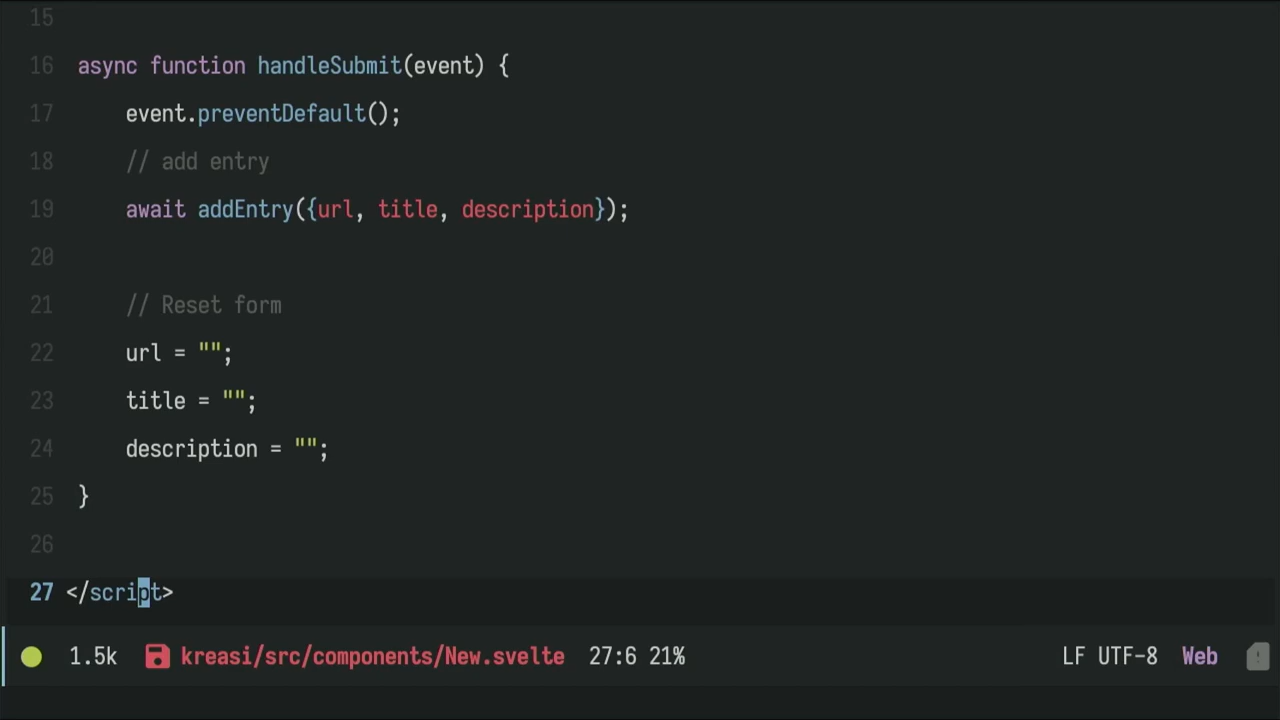 15
16 async function handleSubmit(event) {
17 event.preventDefault();
18 // add entry
19 await addEntry({url, title, description});
20
21 // Reset form
22 url = "";
23 title = "";
24 description = "";
25 }
26
27 </script>
1.5k kreasi/src/components/New.svelte 27:6 21% LF UTF-8 Web